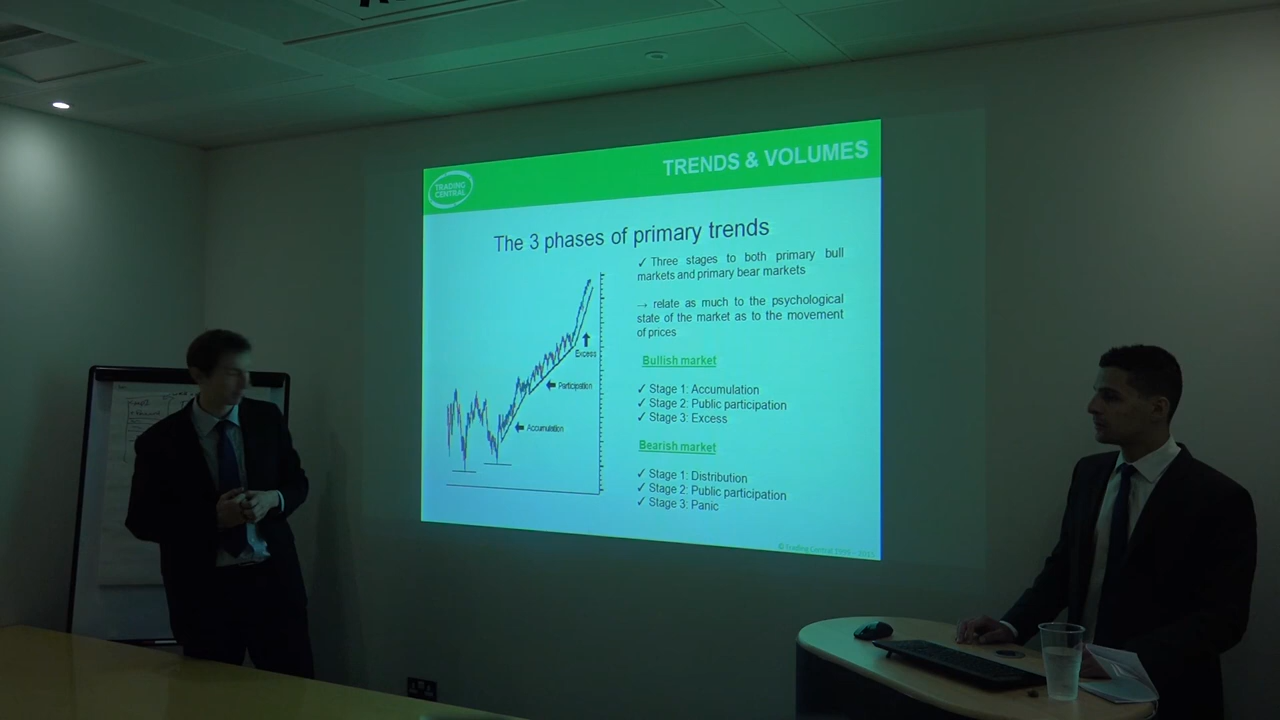 TRENDS & VOLUMES
TRADING
CENTRAL
The 3 phases of primary trends
✓ Three stages to both primary bull
markets and primary bear markets
→ relate as much to the psychological
state of the market as to the movement
of prices
Bullish market
✓ Stage 1: Accumulation
✓ Stage 2: Public participation
✓ Stage 3: Excess
Bearish market
✓ Stage 1: Distribution
✓ Stage 2: Public participation
✓ Stage 3: Panic
Excess
Participation
Accumulation
© Trading Central 1999 -